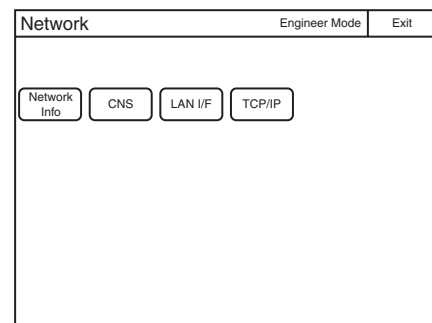 Network Engineer Mode Exit
Network
Info
CNS LAN I/F TCP/IP